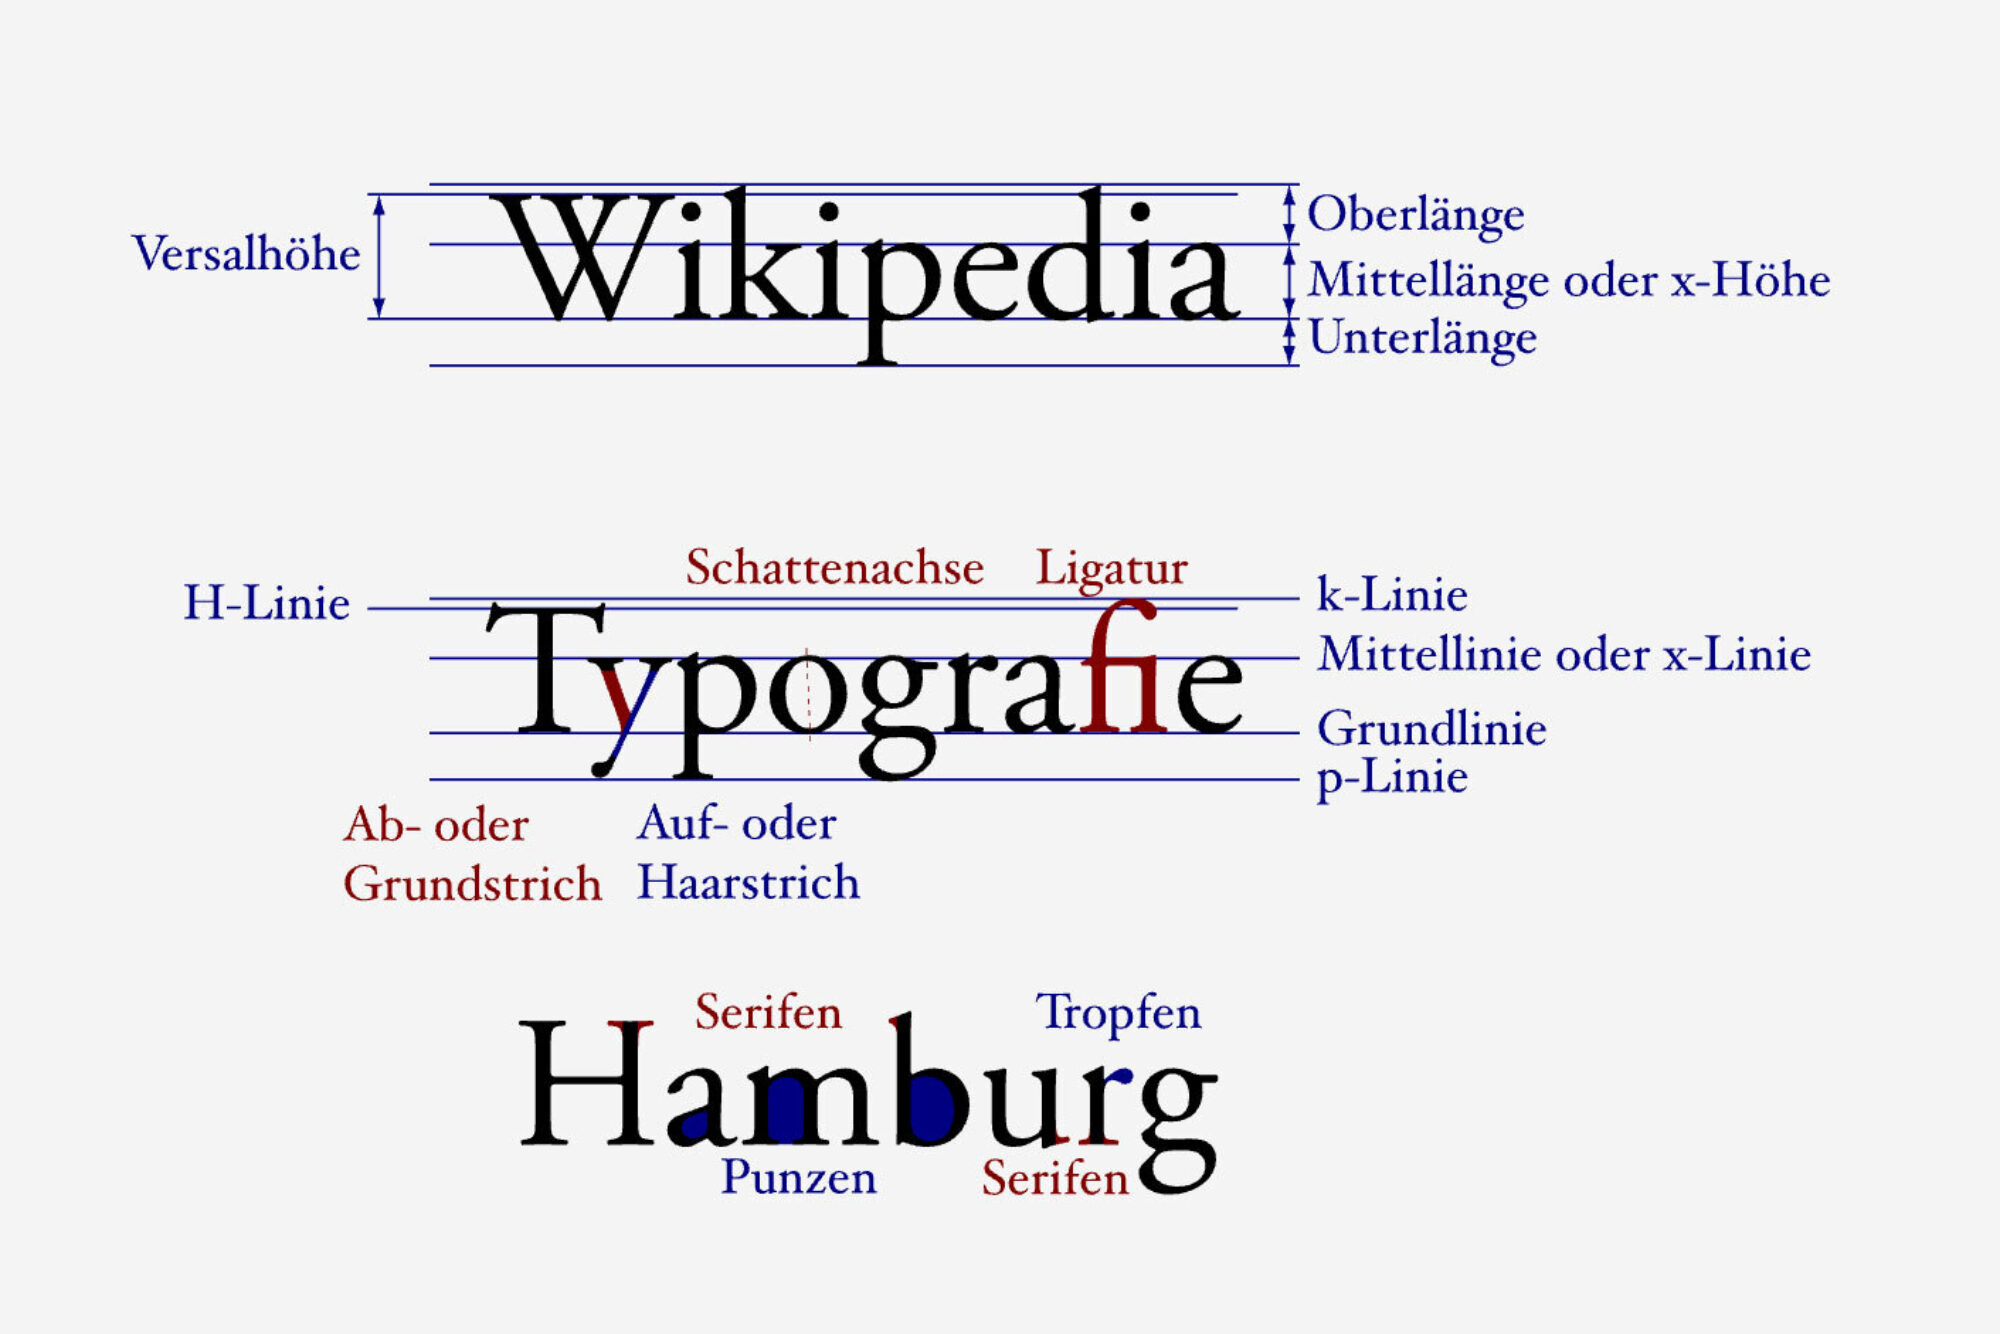 Oberlänge
Versalhöhe
Wikipedia
Mittellänge oder x-Höhe
Unterlänge
Schattenachse
Ligatur
H-Linie
k-Linie
Typografie
Mittellinie oder x-Linie
Grundlinie
p-Linie
Ab- oder
Grundstrich
Auf- oder
Haarstrich
Serifen
Tropfen
Hamburg
Punzen
Serifen